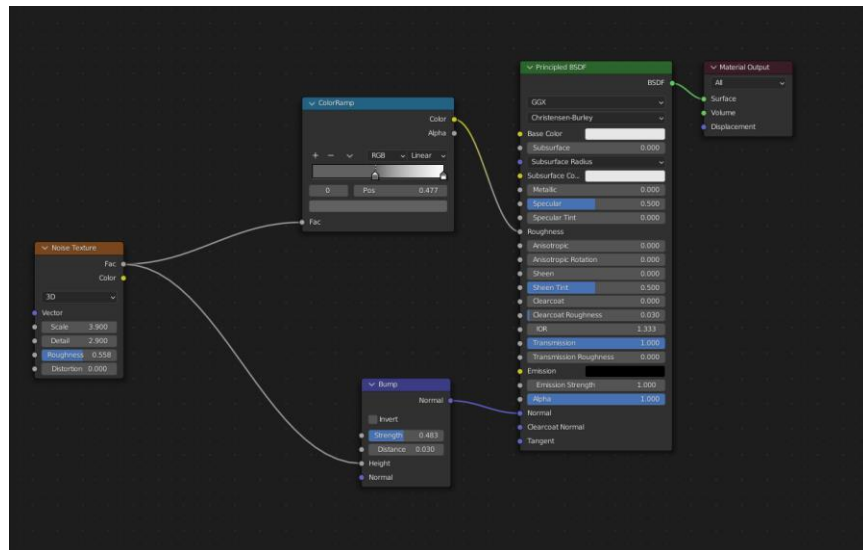 Noise Texture
Fac
Color
3D
Vector
Scale 3.900
Detail 2.900
Roughness 0.558
Distortion 0.000
ColorRamp
Color
Alpha
+ − RGB Linear
0 Pos 0.477
Fac
Bump
Normal
Invert
Strength 0.483
Distance 0.030
Height
Normal
Principled BSDF
BSDF
GGX
Christensen-Burley
Base Color
Subsurface 0.000
Subsurface Radius
Subsurface Co...
Metallic 0.000
Specular 0.500
Specular Tint 0.000
Roughness
Anisotropic 0.000
Anisotropic Rotation 0.000
Sheen 0.000
Sheen Tint 0.500
Clearcoat 0.000
Clearcoat Roughness 0.030
IOR 1.333
Transmission 1.000
Transmission Roughness 0.000
Emission
Emission Strength 1.000
Alpha 1.000
Normal
Clearcoat Normal
Tangent
Material Output
All
Surface
Volume
Displacement